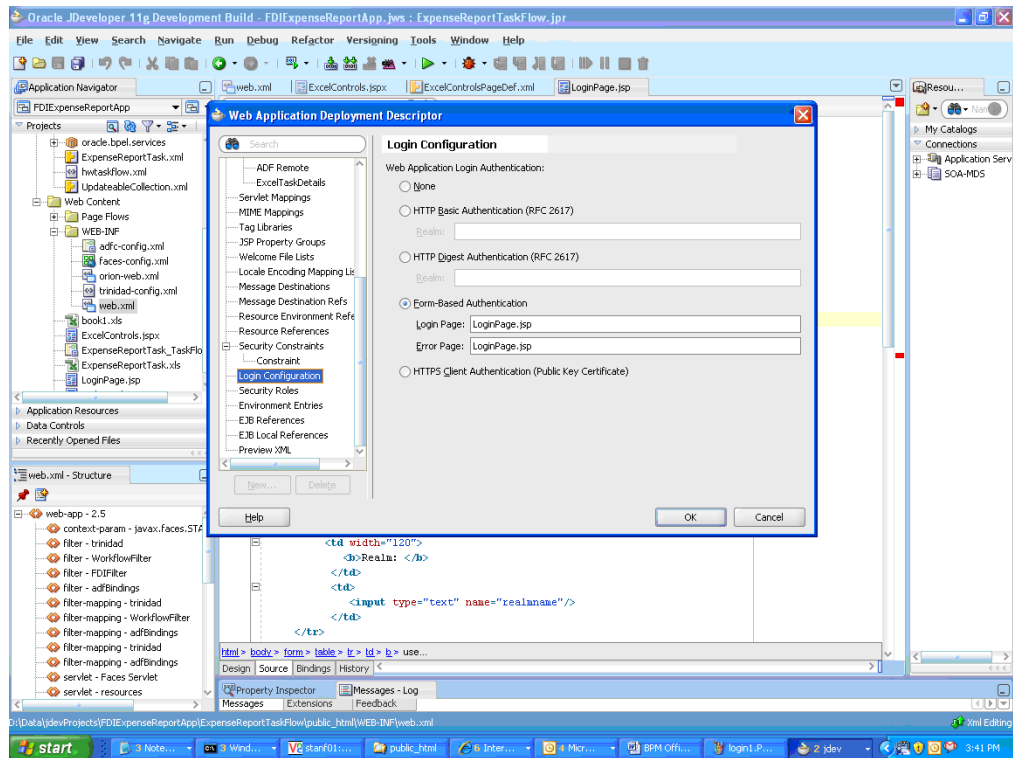 Oracle JDeveloper 11g Development Build - FDIExpenseReportApp.jws : ExpenseReportTaskFlow.jpr
File Edit View Search Navigate Run Debug Refactor Versioning Tools Window Help
Application Navigator
web.xml
ExcelControls.jspx
ExcelControlsPageDef.xml
LoginPage.jsp
Resou...
FDIExpenseReportApp
Projects
oracle.bpel.services
ExpenseReportTask.xml
hwtaskflow.xml
UpdateableCollection.xml
Web Content
Page Flows
WEB-INF
adfc-config.xml
faces-config.xml
orion-web.xml
trinidad-config.xml
web.xml
book1.xls
ExcelControls.jspx
ExpenseReportTask_TaskFlo
ExpenseReportTask.xls
LoginPage.jsp
Application Resources
Data Controls
Recently Opened Files
web.xml - Structure
web-app - 2.5
context-param - javax.faces.STA
filter - trinidad
filter - WorkflowFilter
filter - FDIFilter
filter - adfBindings
filter-mapping - trinidad
filter-mapping - WorkflowFilter
filter-mapping - adfBindings
filter-mapping - trinidad
filter-mapping - adfBindings
servlet - Faces Servlet
servlet - resources
Web Application Deployment Descriptor
Search
ADF Remote
ExcelTaskDetails
Servlet Mappings
MIME Mappings
Tag Libraries
JSP Property Groups
Welcome File Lists
Locale Encoding Mapping Lis
Message Destinations
Message Destination Refs
Resource Environment Refe
Resource References
Security Constraints
Constraint
Login Configuration
Security Roles
Environment Entries
EJB References
EJB Local References
Preview XML
New... Delete
Login Configuration
Web Application Login Authentication:
None
HTTP Basic Authentication (RFC 2617)
Realm:
HTTP Digest Authentication (RFC 2617)
Realm:
Form-Based Authentication
Login Page: LoginPage.jsp
Error Page: LoginPage.jsp
HTTPS Client Authentication (Public Key Certificate)
Help OK Cancel
Nam
My Catalogs
Connections
Application Serv
SOA-MDS
<td width="120">
<b>Realm: </b>
</td>
<td>
<input type="text" name="realmname"/>
</td>
</tr>
html > body > form > table > tr > td > b > use...
Design Source Bindings History
Property Inspector Messages - Log
Messages Extensions Feedback
D:\Data\jdevProjects\FDIExpenseReportApp\ExpenseReportTaskFlow\public_html\WEB-INF\web.xml
Xml Editing
start 3 Note... 3 Wind... stanf01:... public_html 6 Inter... 4 Micr... BPM Offi... login1.P... 2 jdev 3:41 PM